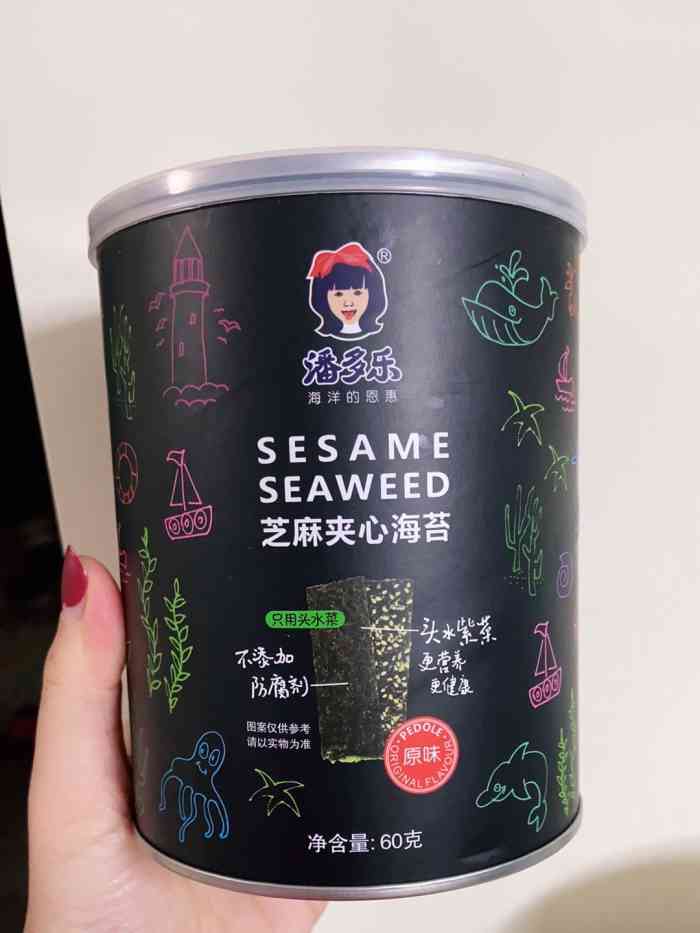 ®
潘多乐
海洋的恩惠
SESAME
SEAWEED
芝麻夹心海苔
只用头水菜
头水紫菜
更营养
更健康
不添加
防腐剂
图案仅供参考
请以实物为准
PEDOLE
原味
ORIGINAL FLAVOUR
净含量: 60克